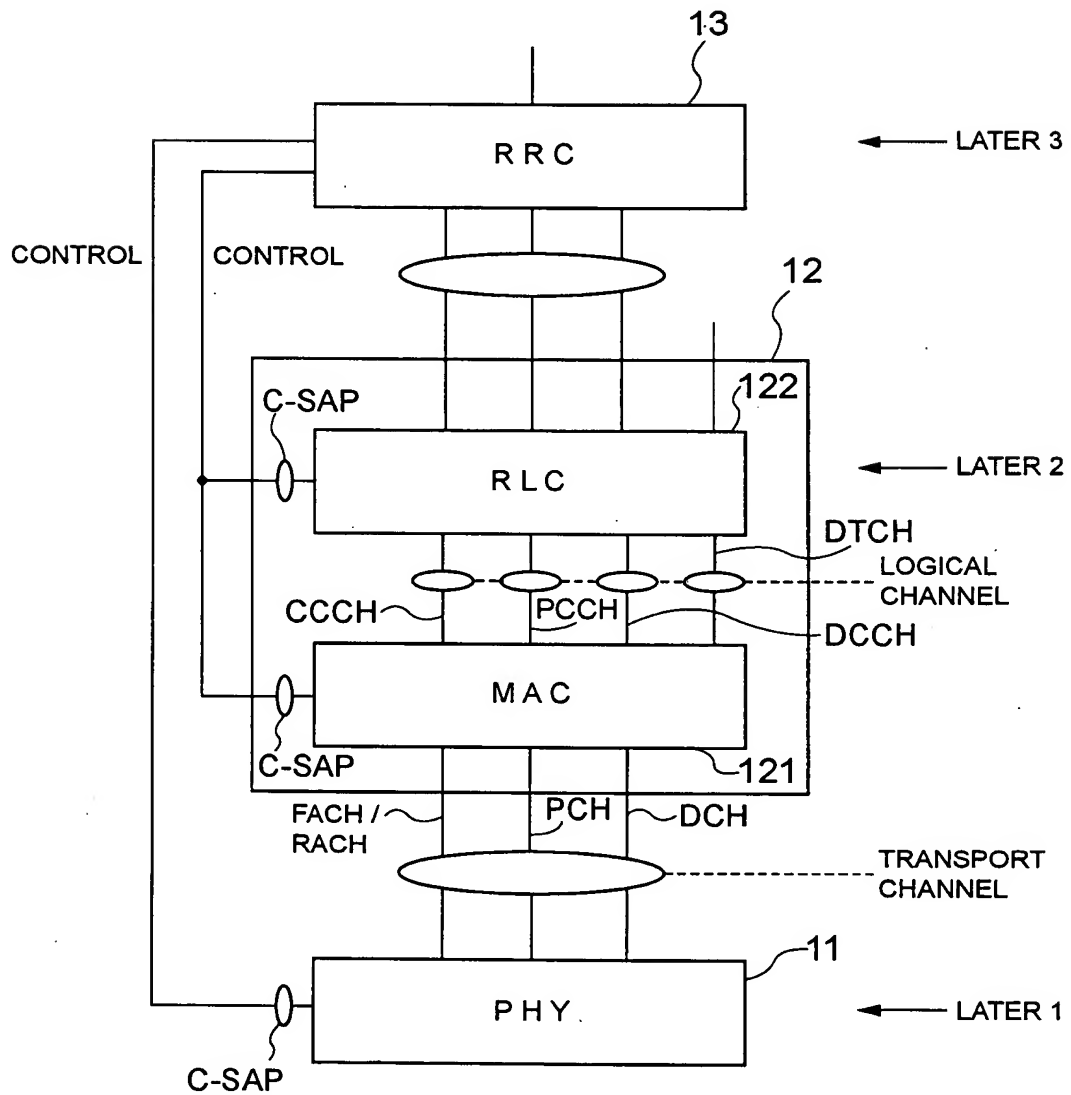 13
RRC
LATER 3
CONTROL
CONTROL
12
C-SAP
122
RLC
LATER 2
DTCH
LOGICAL
CHANNEL
CCCH
PCCH
DCCH
MAC
C-SAP
121
FACH /
RACH
PCH
DCH
TRANSPORT
CHANNEL
11
PHY
LATER 1
C-SAP